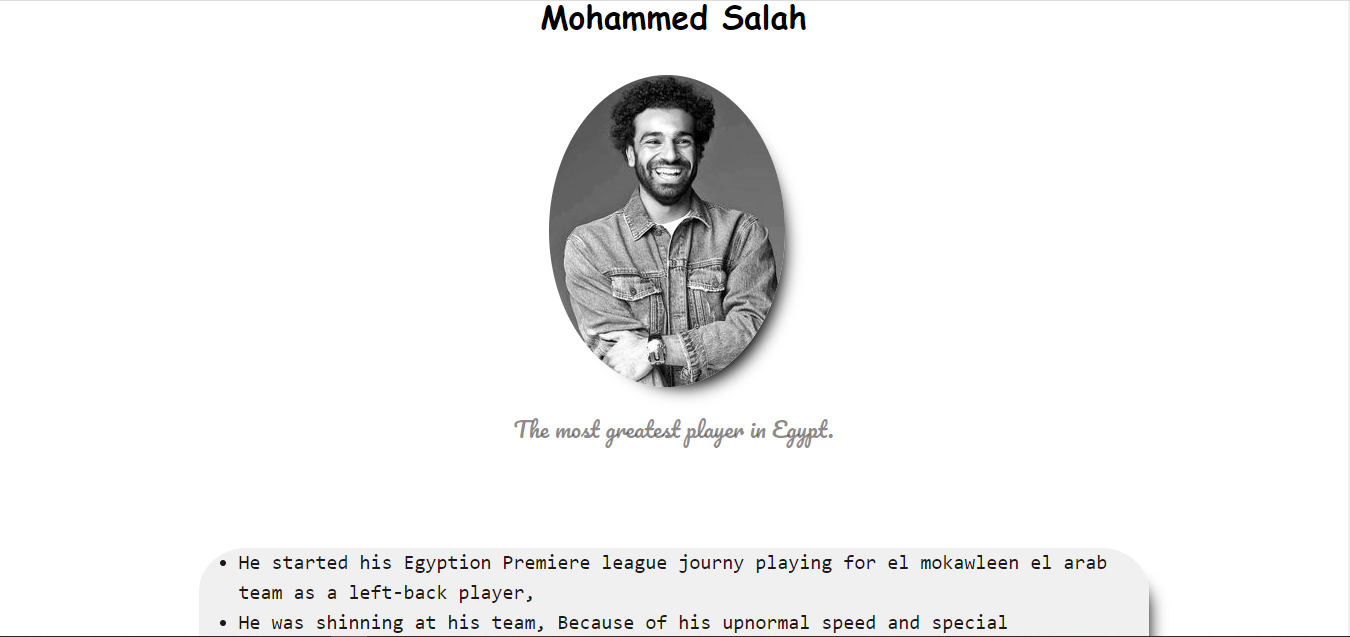 Mohammed Salah
The most greatest player in Egypt.
• He started his Egyption Premiere league journy playing for el mokawleen el arab
team as a left-back player,
• He was shinning at his team, Because of his upnormal speed and special